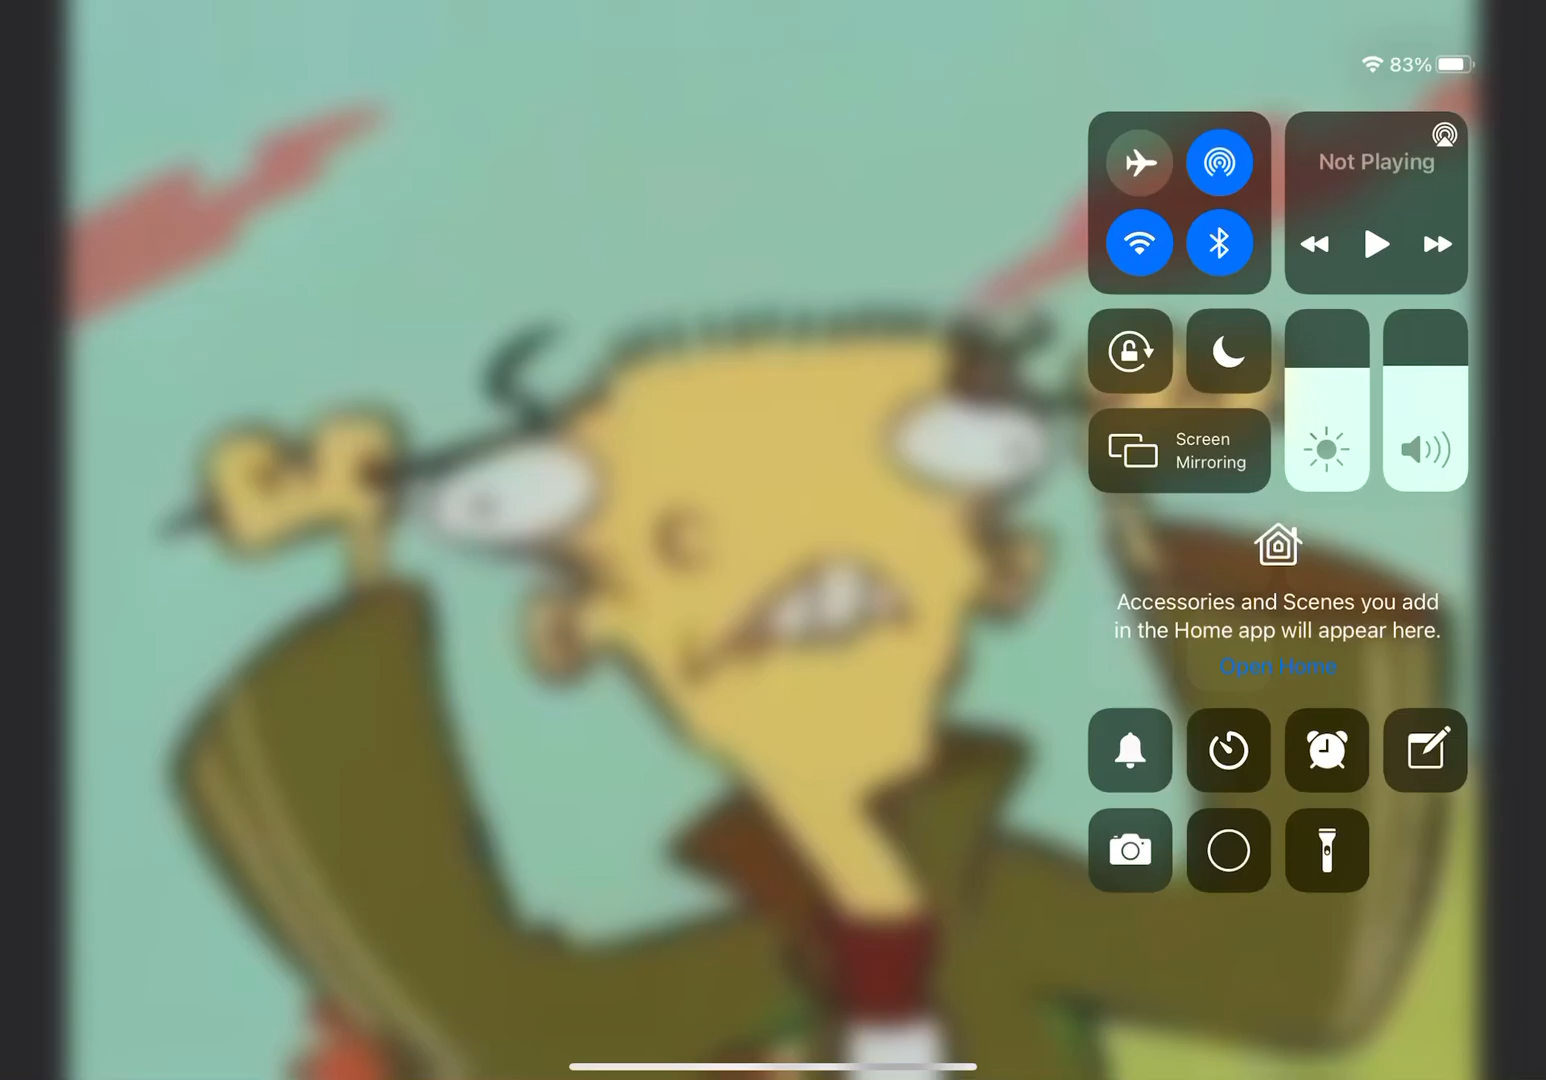 83%
Not Playing
Screen
Mirroring
Accessories and Scenes you add
in the Home app will appear here.
Open Home